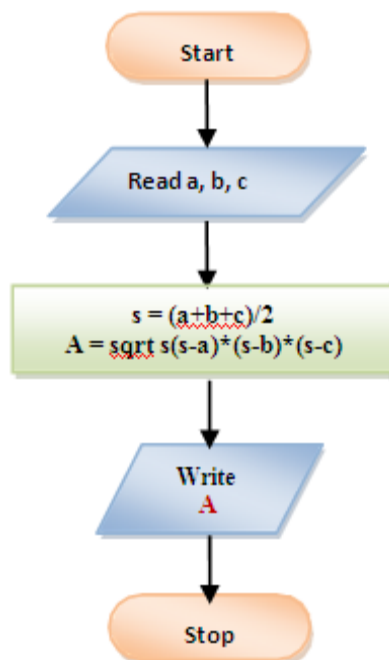 Start
Read a, b, c
s = (a+b+c)/2
A = sqrt s(s-a)*(s-b)*(s-c)
Write
A
Stop